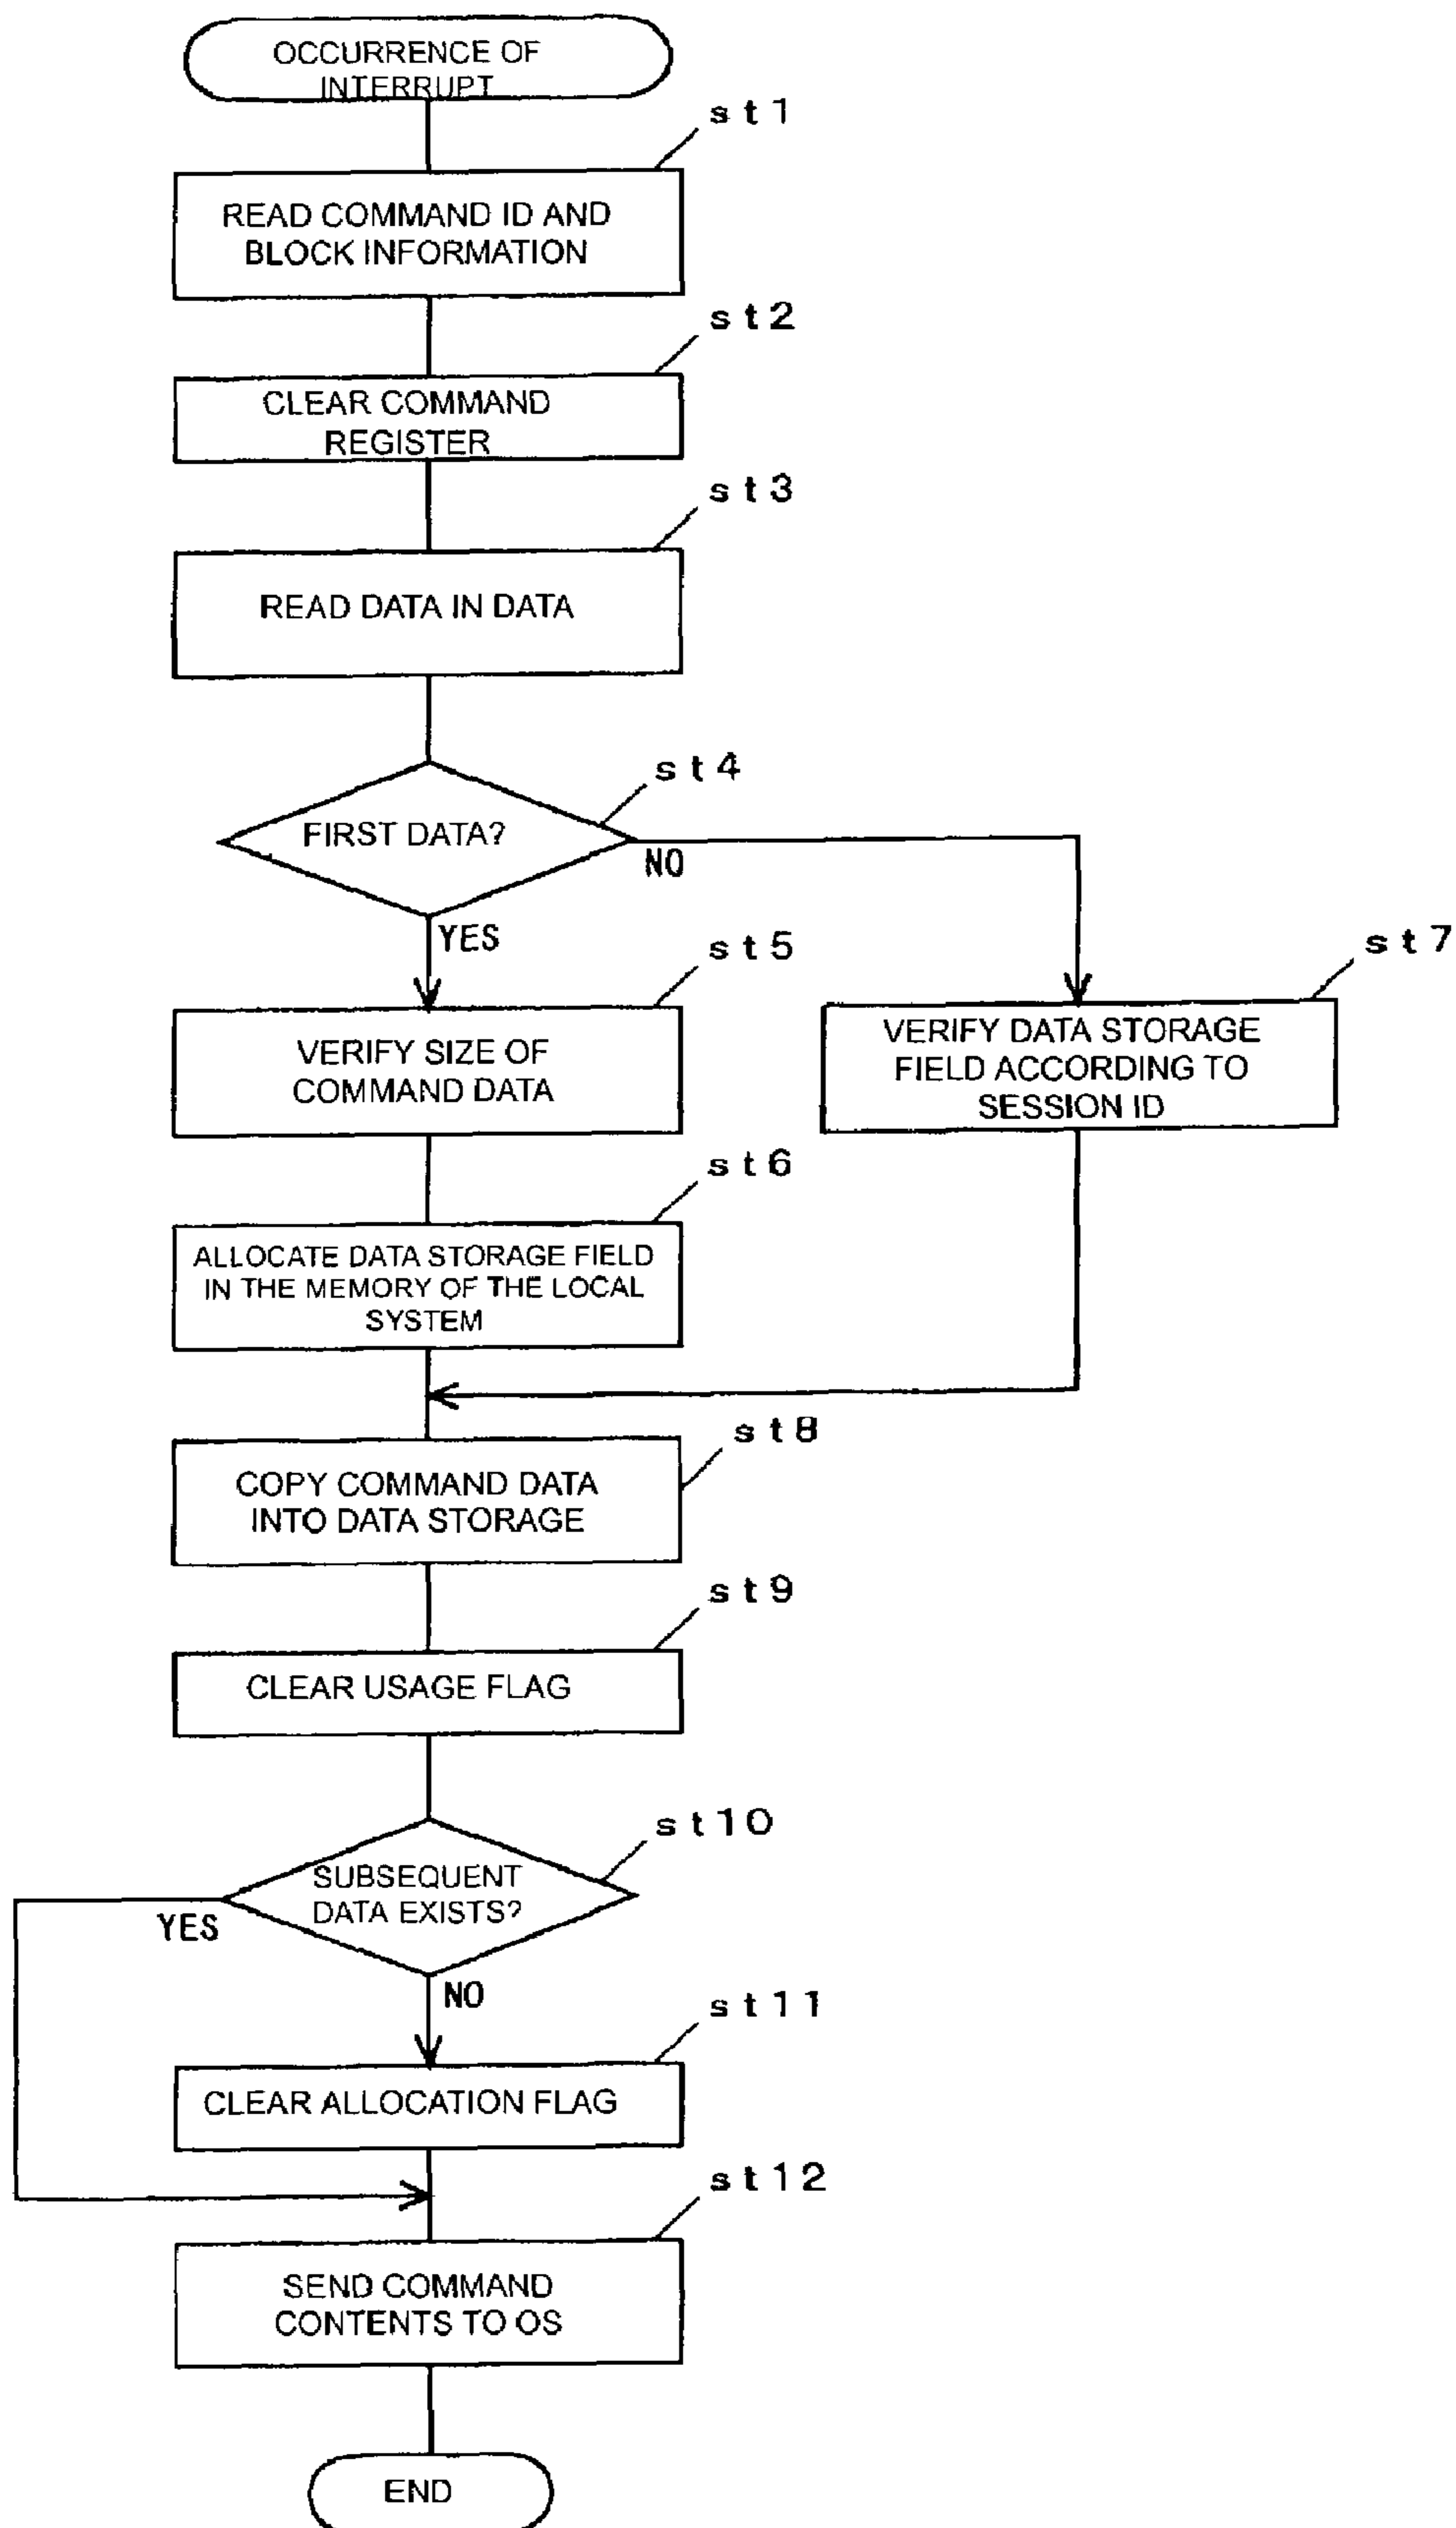 OCCURRENCE OF
INTERRUPT
st1
READ COMMAND ID AND
BLOCK INFORMATION
st2
CLEAR COMMAND
REGISTER
st3
READ DATA IN DATA
st4
FIRST DATA?
NO
YES
st5
VERIFY SIZE OF
COMMAND DATA
st7
VERIFY DATA STORAGE
FIELD ACCORDING TO
SESSION ID
st6
ALLOCATE DATA STORAGE FIELD
IN THE MEMORY OF THE LOCAL
SYSTEM
st8
COPY COMMAND DATA
INTO DATA STORAGE
st9
CLEAR USAGE FLAG
st10
SUBSEQUENT
DATA EXISTS?
YES
NO
st11
CLEAR ALLOCATION FLAG
st12
SEND COMMAND
CONTENTS TO OS
END